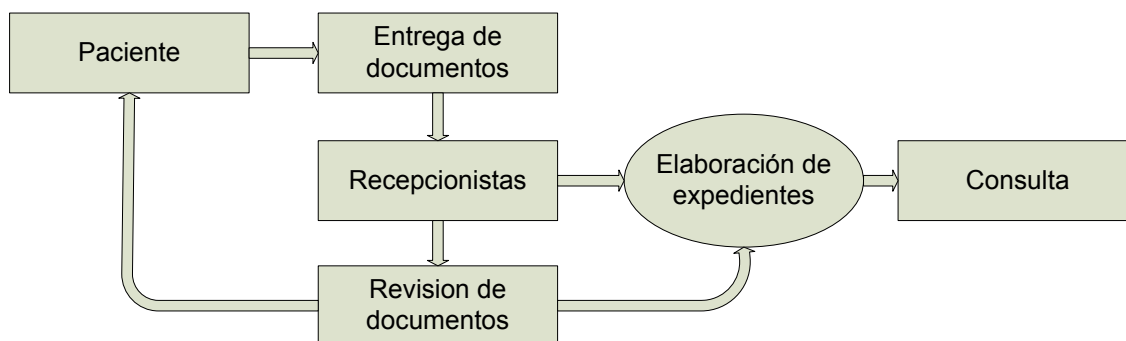 Paciente
Entrega de
documentos
Recepcionistas
Elaboración de
expedientes
Consulta
Revision de
documentos